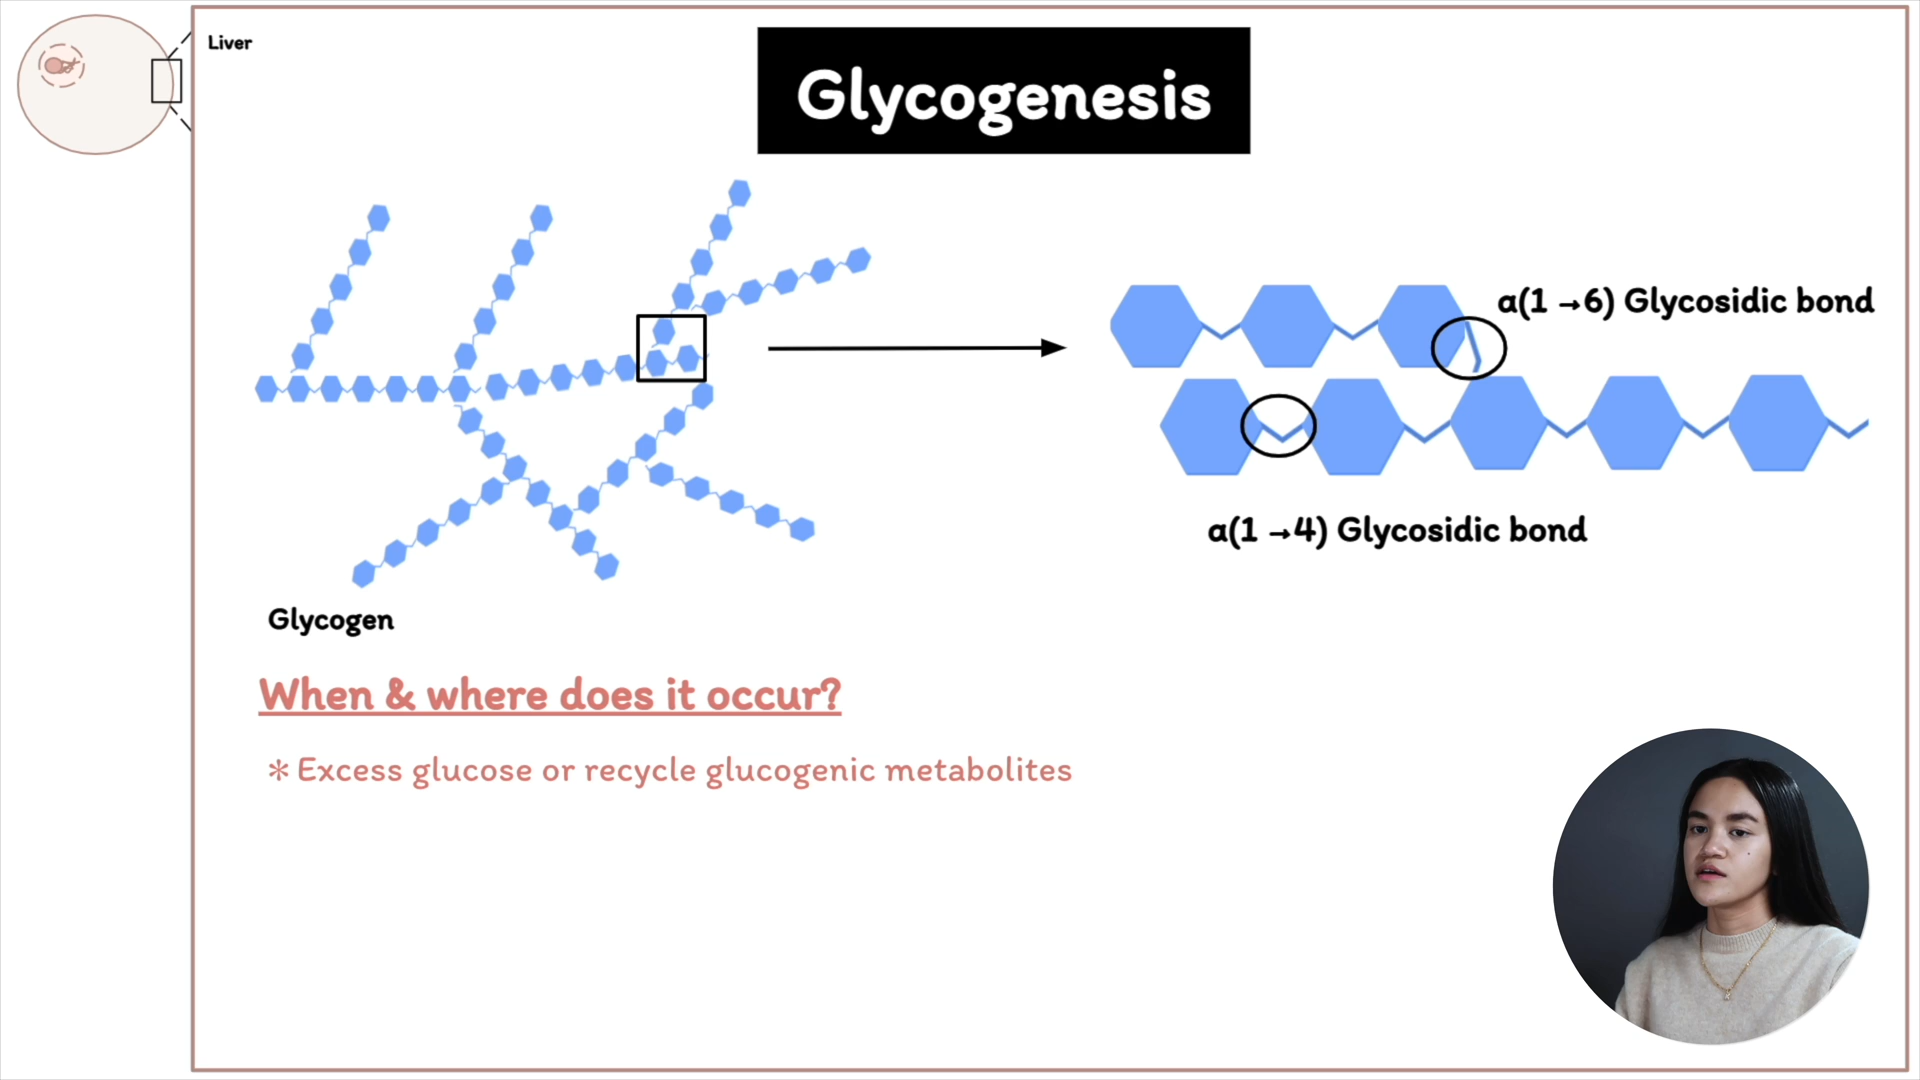 Liver
Glycogenesis
α(1→6) Glycosidic bond
α(1→4) Glycosidic bond
Glycogen
When & where does it occur?
* Excess glucose or recycle glucogenic metabolites